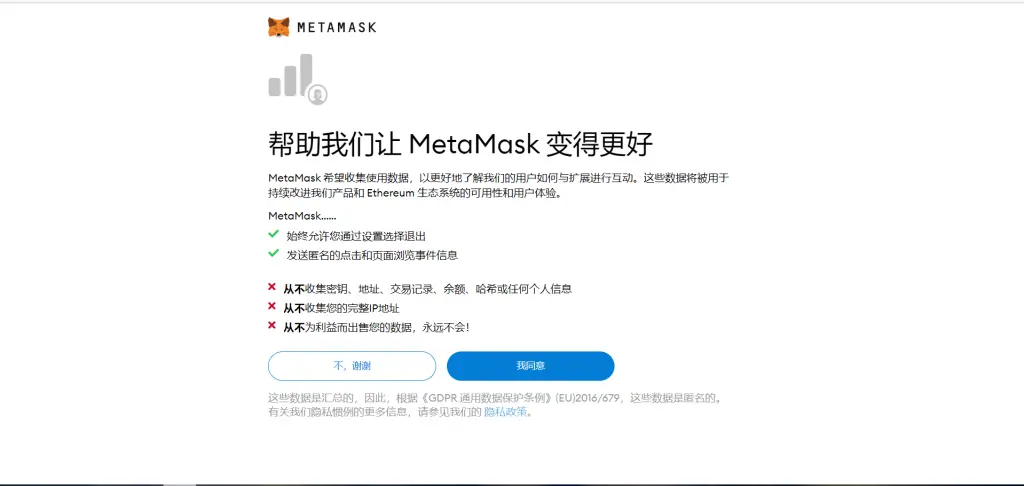 METAMASK
帮助我们让 MetaMask 变得更好
MetaMask 希望收集使用数据，以更好地了解我们的用户如何与扩展进行互动。这些数据将被用于
持续改进我们产品和 Ethereum 生态系统的可用性和用户体验。
MetaMask......
始终允许您通过设置选择退出
发送匿名的点击和页面浏览事件信息
从不收集密钥、地址、交易记录、余额、哈希或任何个人信息
从不收集您的完整IP地址
从不为利益而出售您的数据，永远不会！
不，谢谢
我同意
这些数据是汇总的，因此，根据《GDPR 通用数据保护条例》(EU)2016/679，这些数据是匿名的。
有关我们隐私惯例的更多信息，请参见我们的 隐私政策。